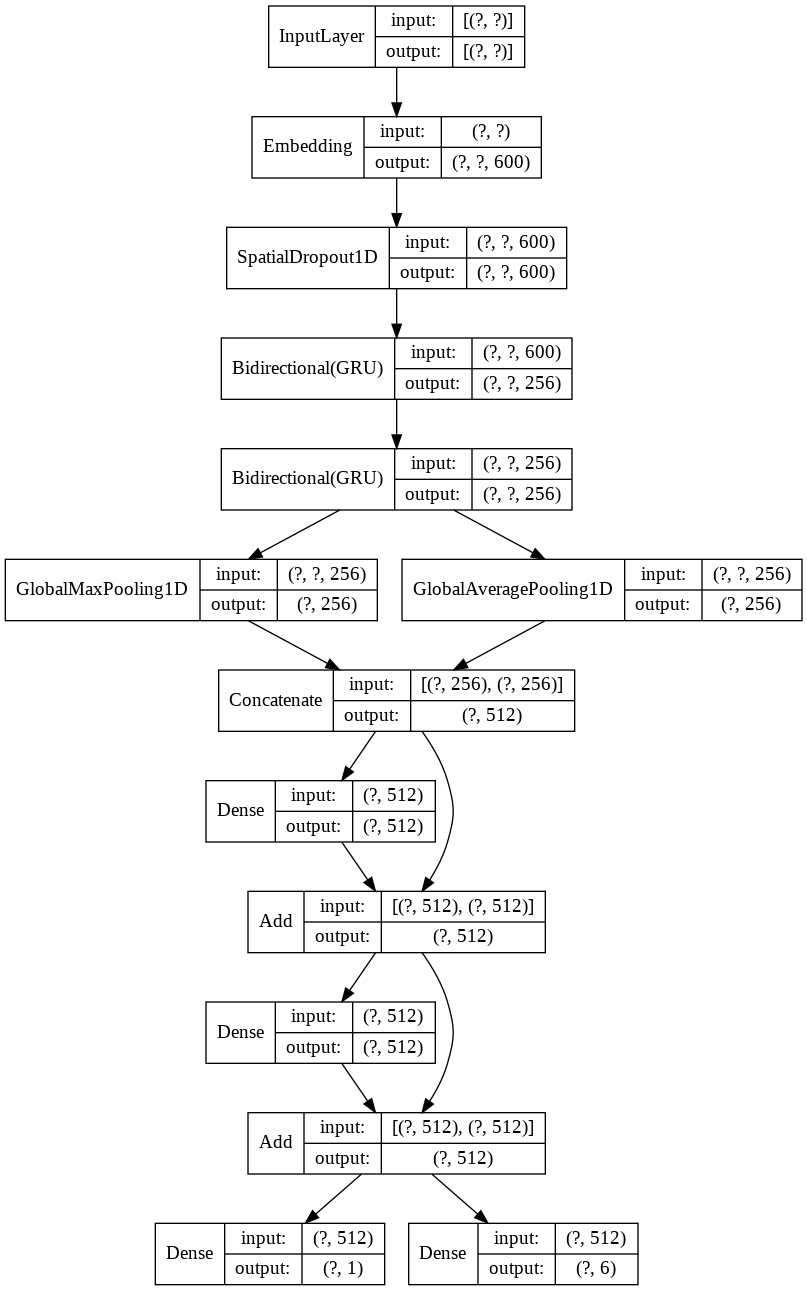 InputLayer input: [(?, ?)]
output: [(?, ?)]
Embedding input: (?, ?)
output: (?, ?, 600)
SpatialDropout1D input: (?, ?, 600)
output: (?, ?, 600)
Bidirectional(GRU) input: (?, ?, 600)
output: (?, ?, 256)
Bidirectional(GRU) input: (?, ?, 256)
output: (?, ?, 256)
GlobalMaxPooling1D input: (?, ?, 256)
output: (?, 256)
GlobalAveragePooling1D input: (?, ?, 256)
output: (?, 256)
Concatenate input: [(?, 256), (?, 256)]
output: (?, 512)
Dense input: (?, 512)
output: (?, 512)
Add input: [(?, 512), (?, 512)]
output: (?, 512)
Dense input: (?, 512)
output: (?, 512)
Add input: [(?, 512), (?, 512)]
output: (?, 512)
Dense input: (?, 512)
output: (?, 1)
Dense input: (?, 512)
output: (?, 6)